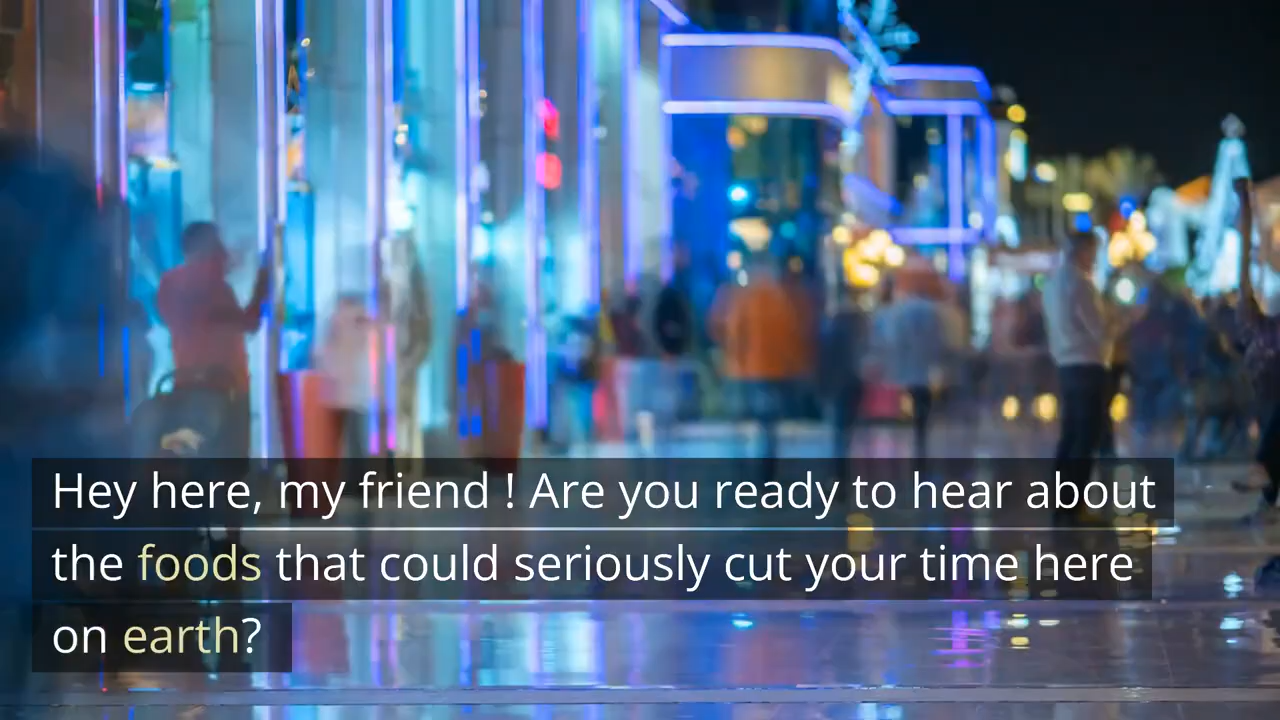 Hey here, my friend ! Are you ready to hear about
the foods that could seriously cut your time here
on earth?